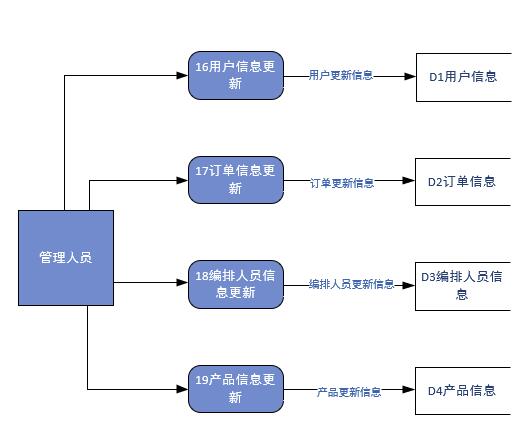 16用户信息更
新
用户更新信息
D1用户信息
17订单信息更
新
订单更新信息
D2订单信息
管理人员
18编排人员信
息更新
编排人员更新信息
D3编排人员信
息
19产品信息更
新
产品更新信息
D4产品信息